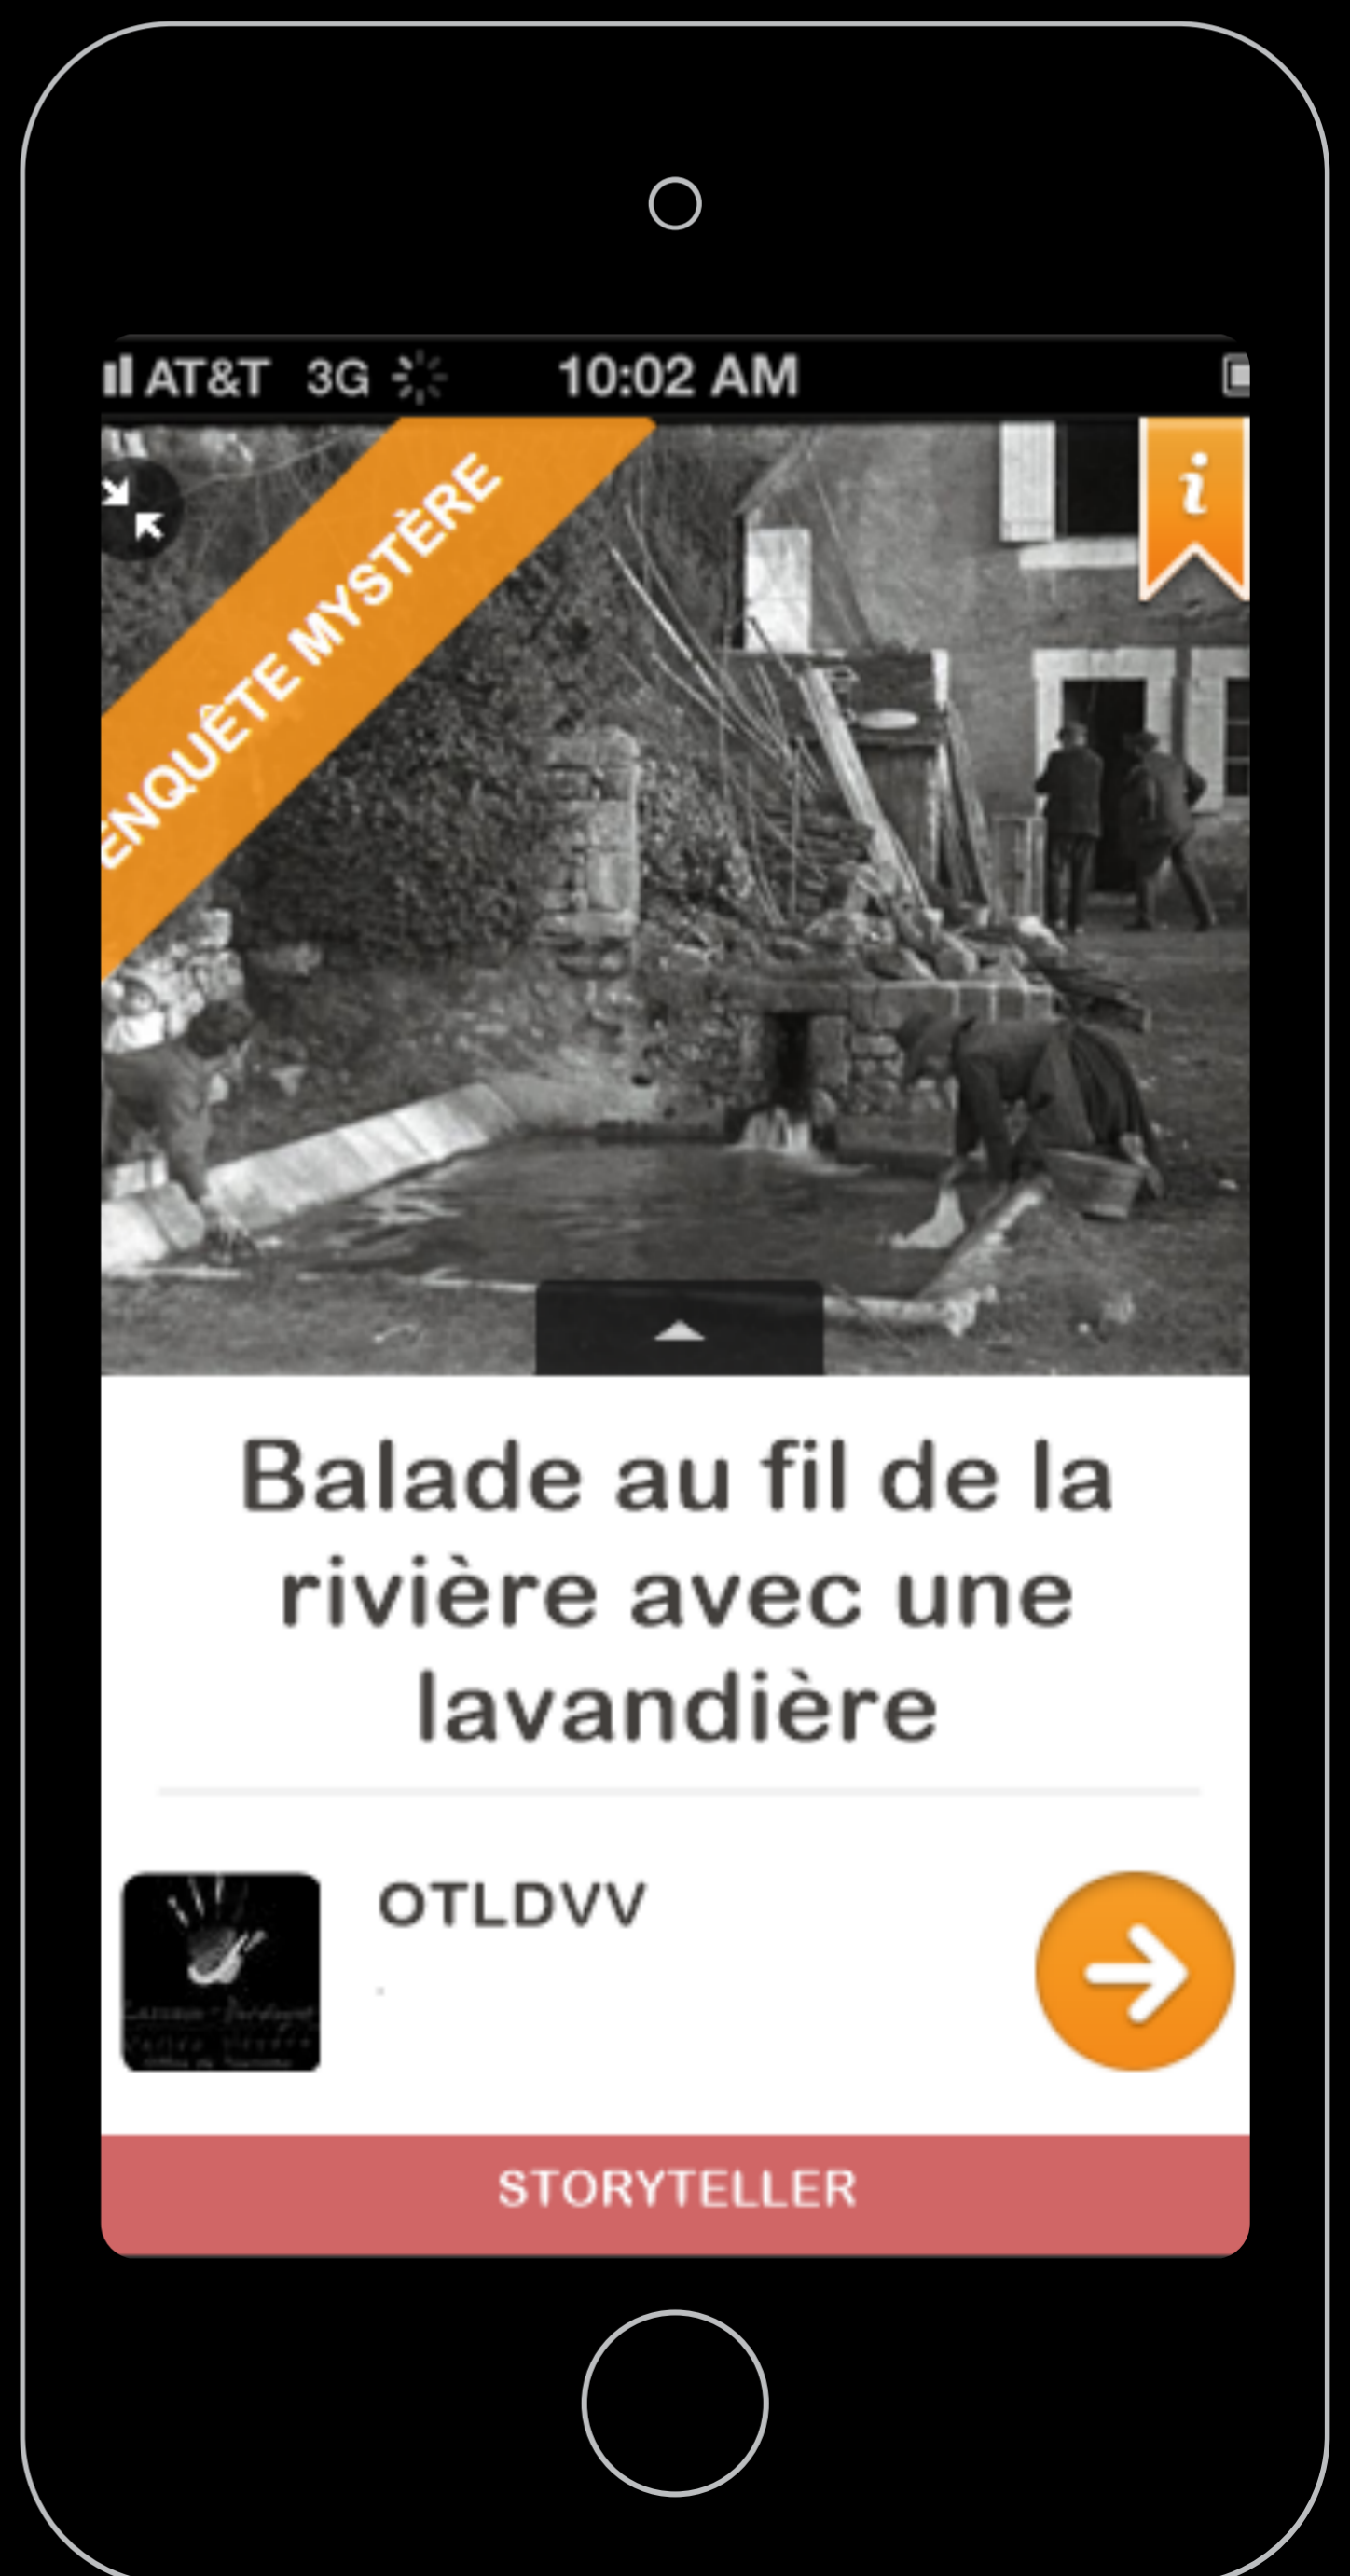 AT&T 3G 10:02 AM
ENQUÊTE MYSTÈRE
i
Balade au fil de la
rivière avec une
lavandière
OTLDVV
STORYTELLER